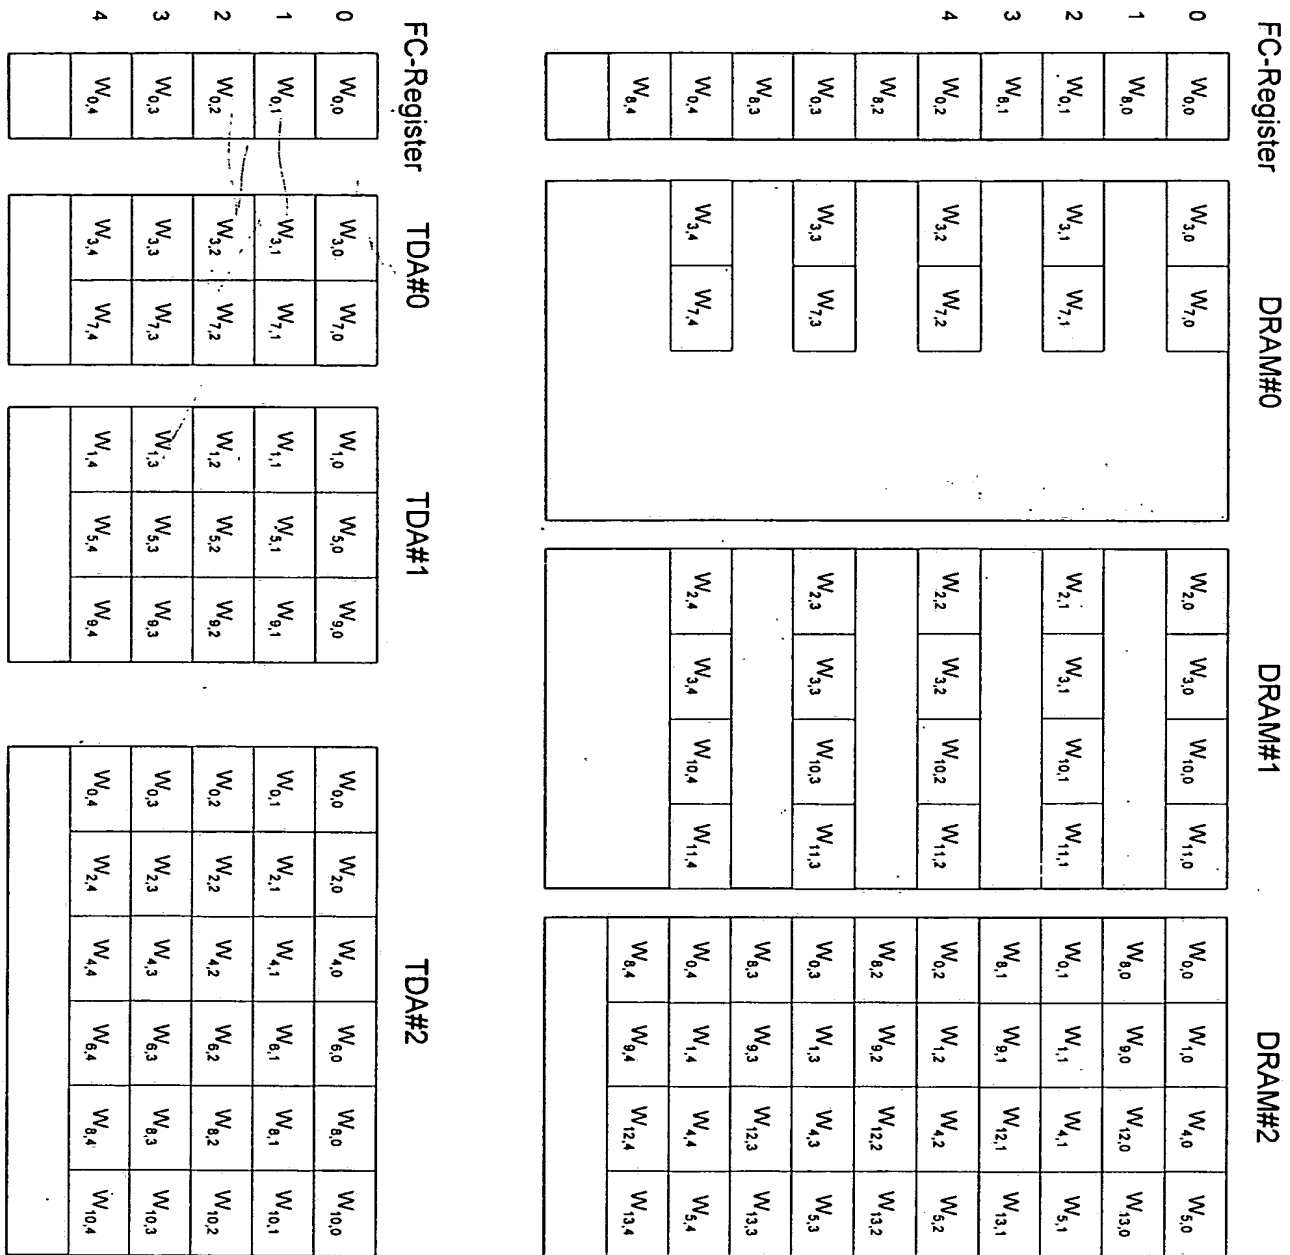 FC-Register DRAM#0 DRAM#1 DRAM#2
0 W0,0 W3,0 W7,0 W2,0 W3,0 W10,0 W11,0 W0,0 W1,0 W4,0 W5,0
1 W8,0 W8,0 W9,0 W12,0 W13,0
2 W0,1 W3,1 W7,1 W2,1 W3,1 W10,1 W11,1 W0,1 W1,1 W4,1 W5,1
3 W8,1 W8,1 W9,1 W12,1 W13,1
4 W0,2 W3,2 W7,2 W2,2 W3,2 W10,2 W11,2 W0,2 W1,2 W4,2 W5,2
W8,2 W8,2 W9,2 W12,2 W13,2
W0,3 W3,3 W7,3 W2,3 W3,3 W10,3 W11,3 W0,3 W1,3 W4,3 W5,3
W8,3 W8,3 W9,3 W12,3 W13,3
W0,4 W3,4 W7,4 W2,4 W3,4 W10,4 W11,4 W0,4 W1,4 W4,4 W5,4
W8,4 W8,4 W9,4 W12,4 W13,4
FC-Register TDA#0 TDA#1 TDA#2
0 W0,0 W3,0 W7,0 W1,0 W5,0 W9,0 W0,0 W2,0 W4,0 W6,0 W8,0 W10,0
1 W0,1 W3,1 W7,1 W1,1 W5,1 W9,1 W0,1 W2,1 W4,1 W6,1 W8,1 W10,1
2 W0,2 W3,2 W7,2 W1,2 W5,2 W9,2 W0,2 W2,2 W4,2 W6,2 W8,2 W10,2
3 W0,3 W3,3 W7,3 W1,3 W5,3 W9,3 W0,3 W2,3 W4,3 W6,3 W8,3 W10,3
4 W0,4 W3,4 W7,4 W1,4 W5,4 W9,4 W0,4 W2,4 W4,4 W6,4 W8,4 W10,4